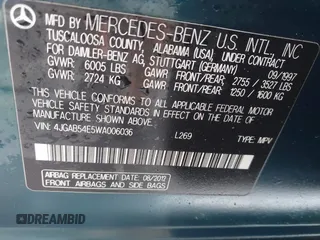 4JG MFD BY MERCEDES-BENZ U.S. INTL, INC
TUSCALOOSA COUNTY, ALABAMA (USA), UNDER CONTRACT
FOR DAIMLER-BENZ AG, STUTTGART (GERMANY) 09/1997
GVWR: 6005 LBS GAWR FRONT/REAR: 2755 / 3527 LBS
GVWR: 2724 KG GAWR FRONT/REAR: 1250 / 1600 KG
THIS VEHICLE CONFORMS TO ALL APPLICABLE U.S. FEDERAL
MOTOR VEHICLE SAFETY STANDARDS IN EFFECT ON THE DATE OF
MANUFACTURE SHOWN ABOVE.
VIN: 4JGAB54E5WA006036 L269 TYPE: MPV
AIRBAG REPLACEMENT DATE: 08/2012
FRONT AIRBAGS/SIDE AIRBAGS
DREAMBID